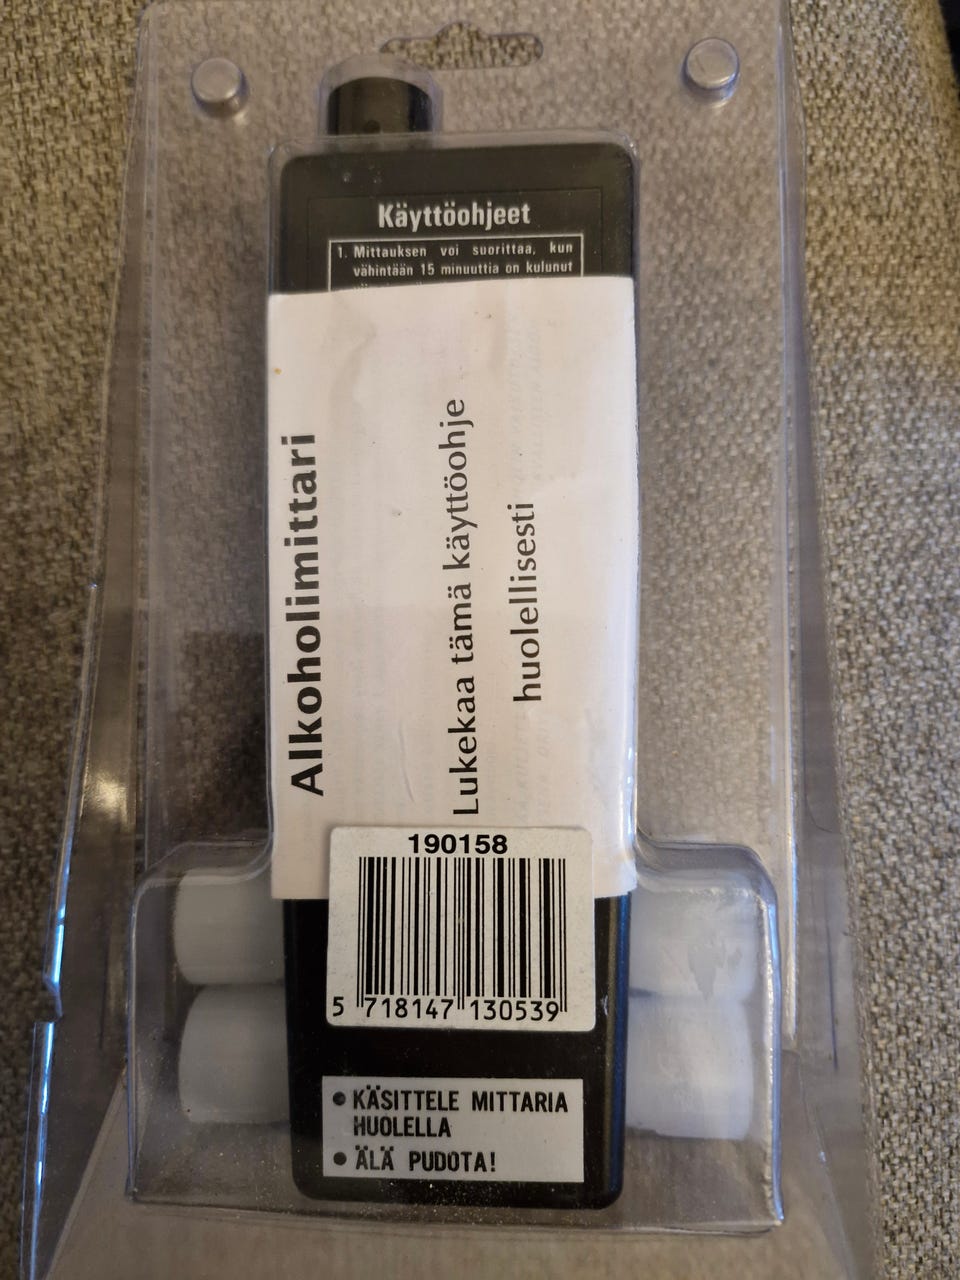 Käyttöohjeet
1. Mittauksen voi suorittaa, kun
vähintään 15 minuuttia on kulunut
Alkoholimittari
Lukekaa tämä käyttöohje
huolellisesti
190158
5 718147 130539
• KÄSITTELE MITTARIA
HUOLELLA
• ÄLÄ PUDOTA!